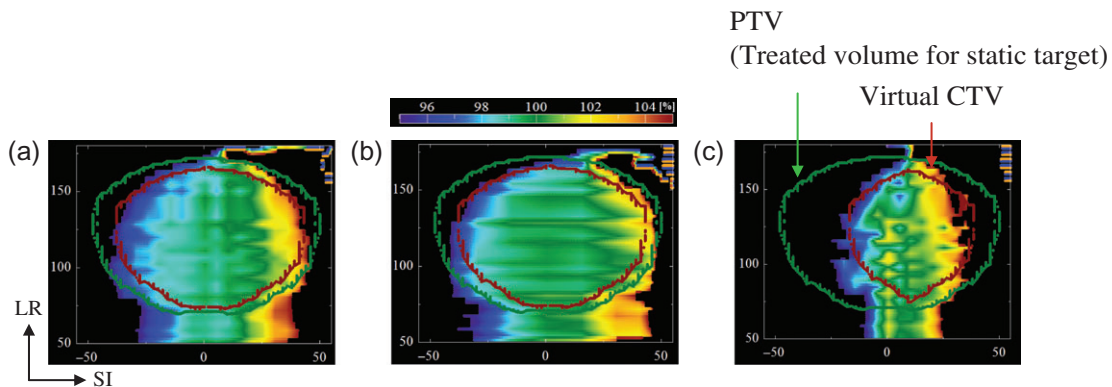 PTV
(Treated volume for static target)
Virtual CTV
96 98 100 102 104 [%]
(a) (b) (c)
150 150 150
100 100 100
LR
50 50 50
−50 0 50 −50 0 50 −50 0 50
SI